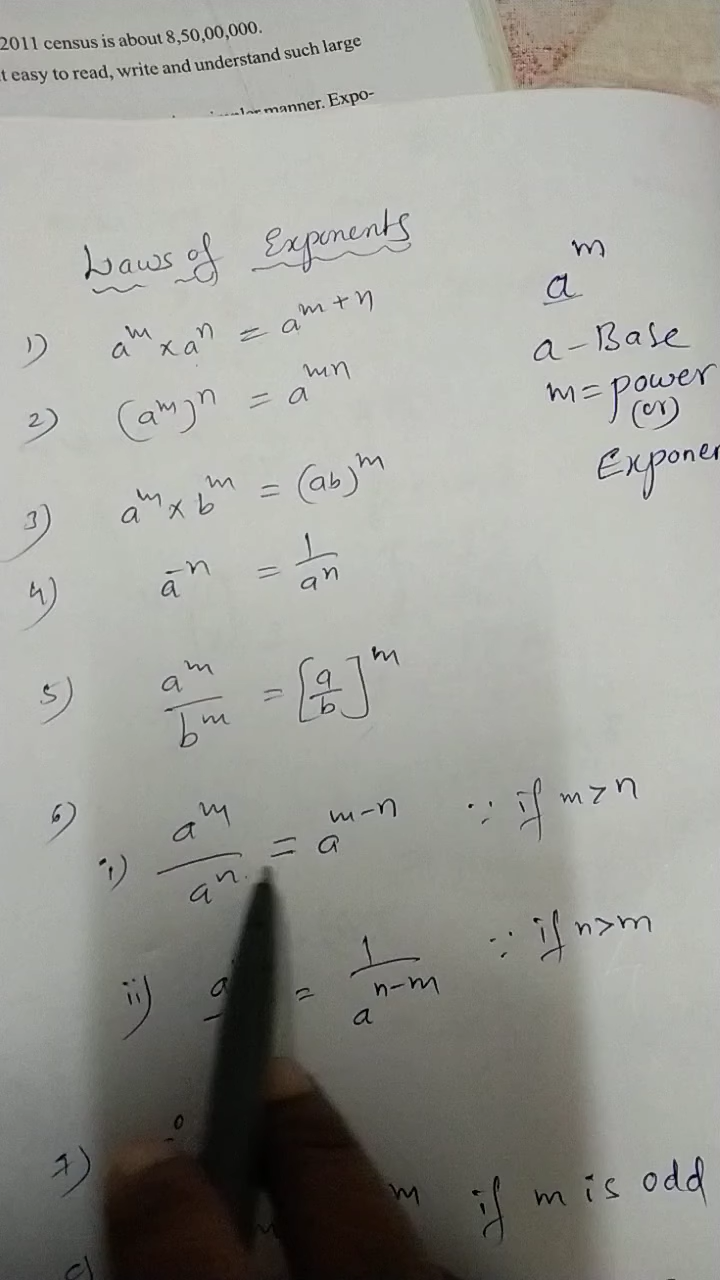 2011 census is about 8,50,00,000.
t easy to read, write and understand such large
manner. Expo-
Laws of Exponents
a^m
a - Base
m = power
(or)
Exponen
1) a^m × a^n = a^(m+n)
2) (a^m)^n = a^(mn)
3) a^m × b^m = (ab)^m
4) a^-n = 1/a^n
5) a^m/b^m = [a/b]^m
6)
i) a^m/a^n = a^(m-n) ∵ if m>n
ii) a = 1/a^(n-m) ∵ if n>m
7) 0
m if m is odd